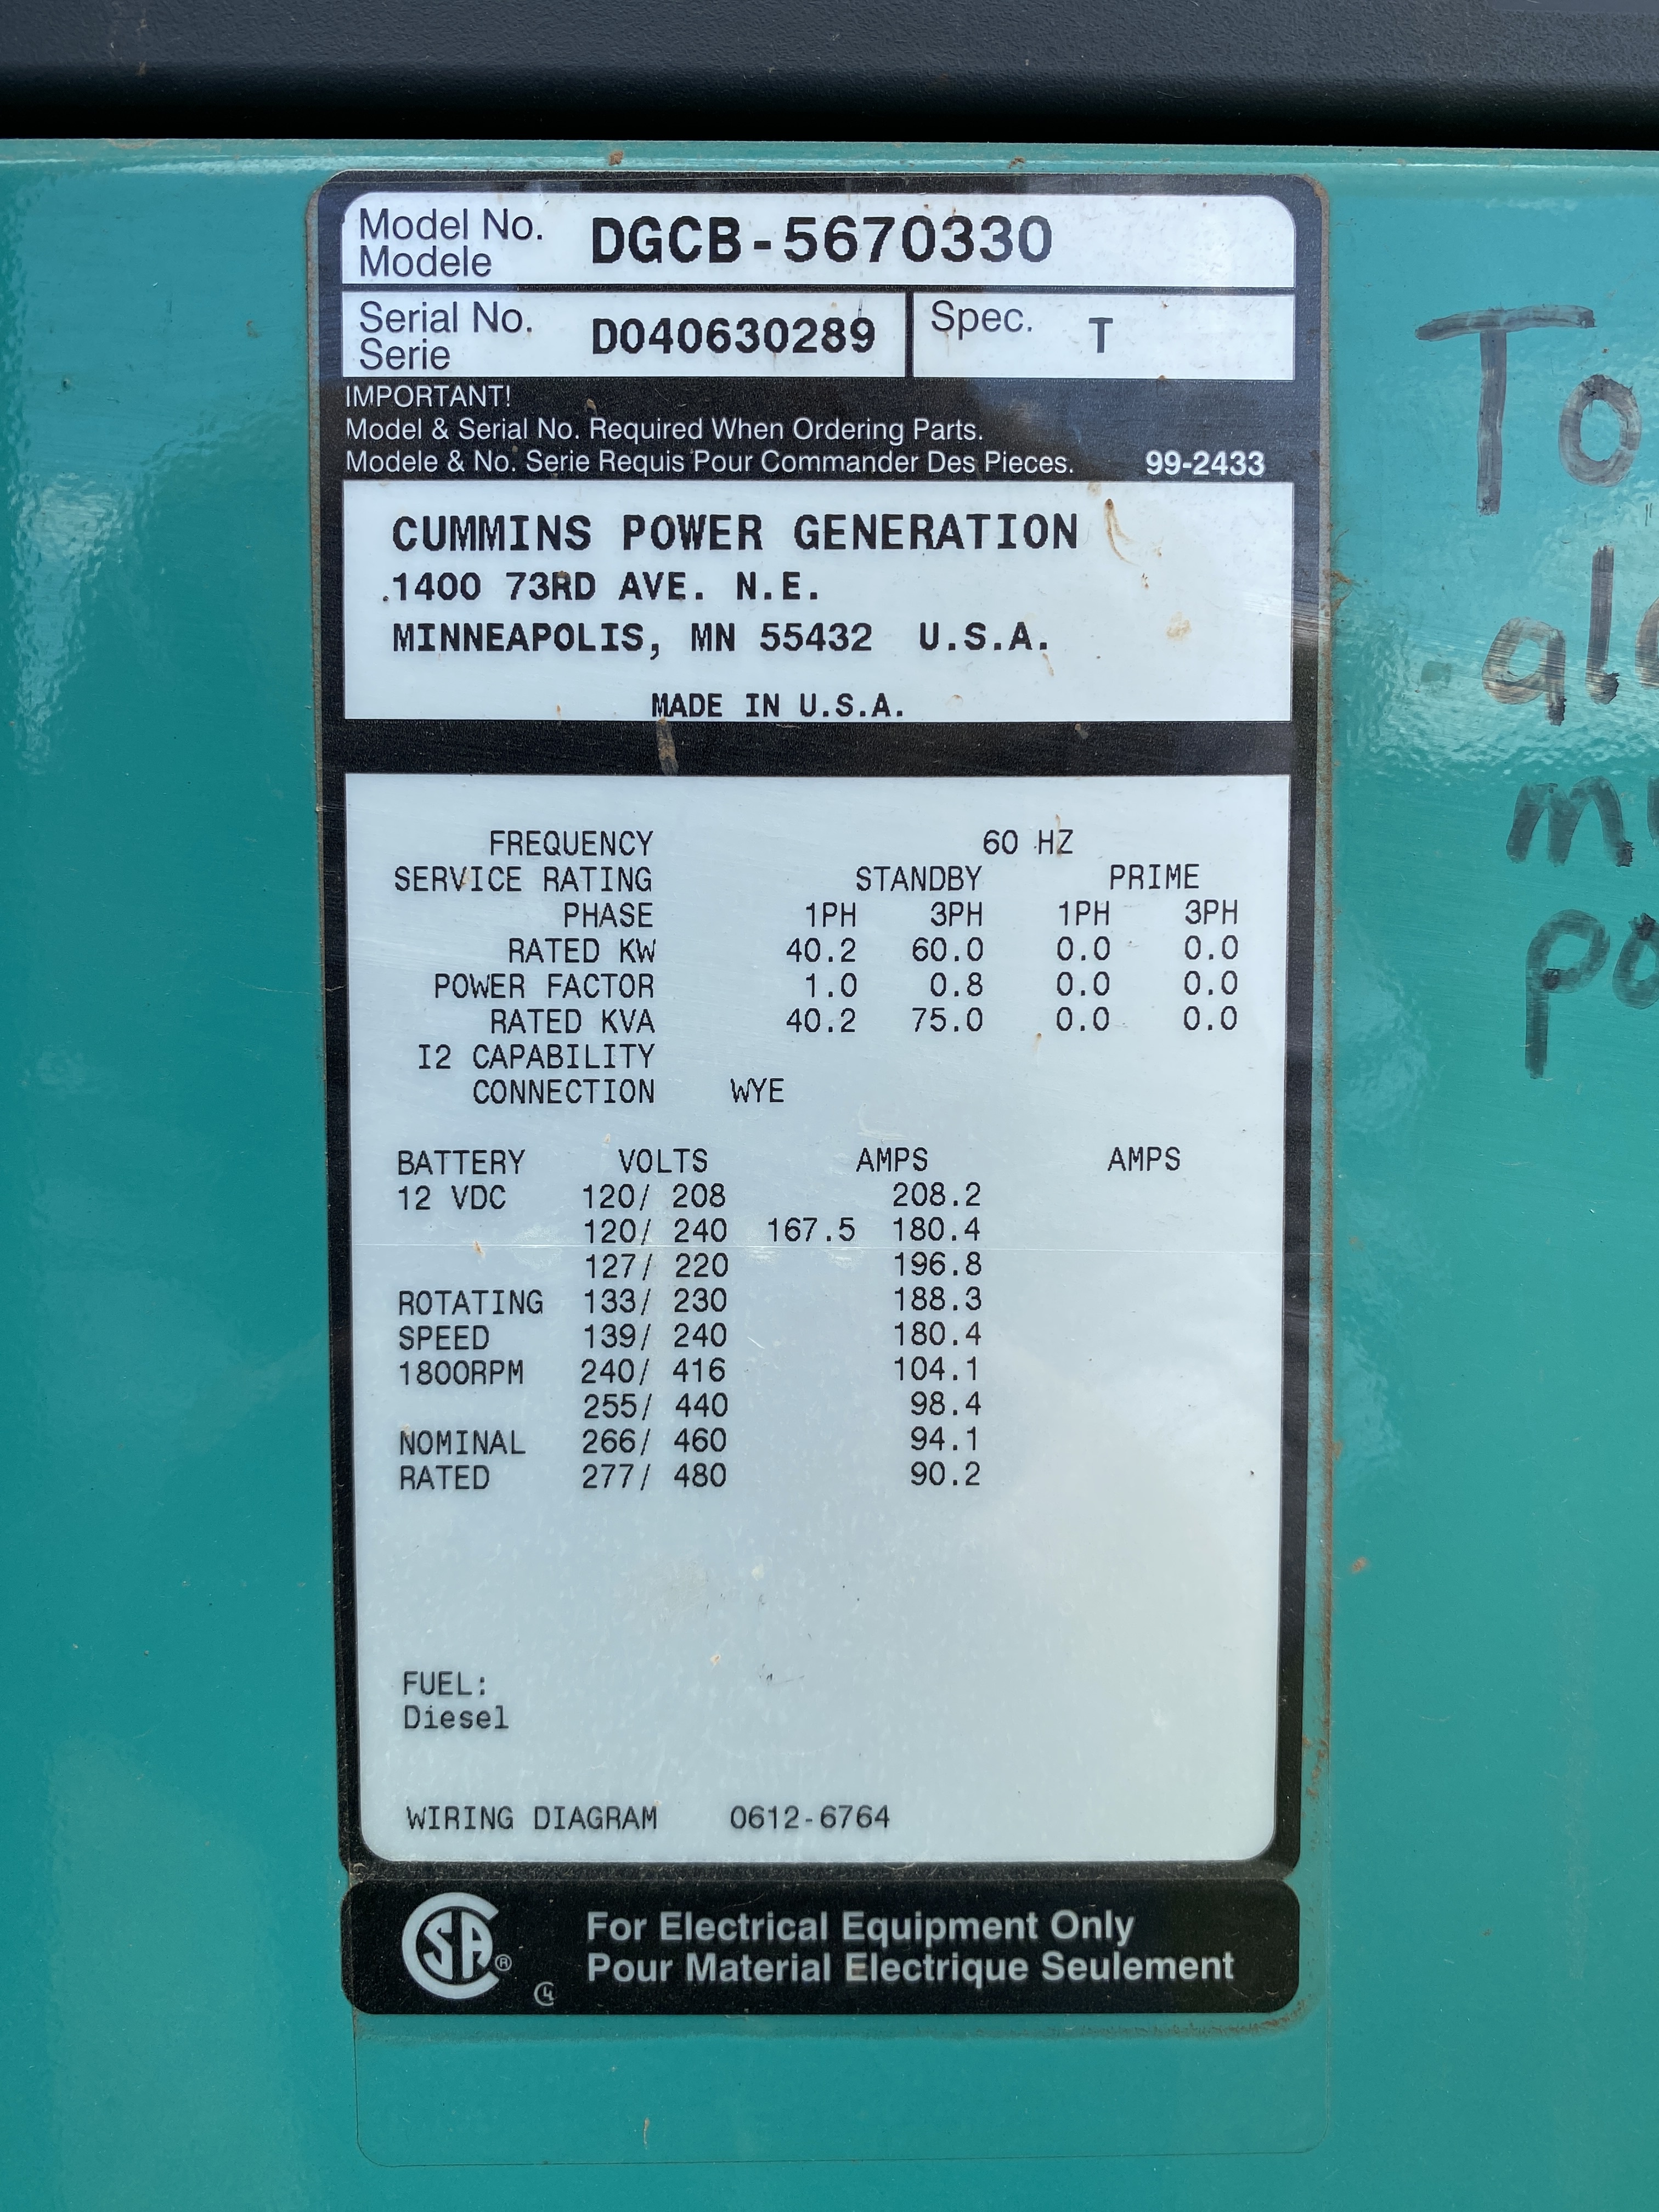 Model No. DGCB-5670330
Modele
Serial No. D040630289 Spec. T
Serie
IMPORTANT!
Model & Serial No. Required When Ordering Parts.
Modele & No. Serie Requis Pour Commander Des Pieces. 99-2433
CUMMINS POWER GENERATION
1400 73RD AVE. N.E.
MINNEAPOLIS, MN 55432 U.S.A.
MADE IN U.S.A.
FREQUENCY 60 HZ
SERVICE RATING STANDBY PRIME
PHASE 1PH 3PH 1PH 3PH
RATED KW 40.2 60.0 0.0 0.0
POWER FACTOR 1.0 0.8 0.0 0.0
RATED KVA 40.2 75.0 0.0 0.0
I2 CAPABILITY
CONNECTION WYE
BATTERY VOLTS AMPS AMPS
12 VDC 120/ 208 208.2
120/ 240 167.5 180.4
127/ 220 196.8
ROTATING 133/ 230 188.3
SPEED 139/ 240 180.4
1800RPM 240/ 416 104.1
255/ 440 98.4
NOMINAL 266/ 460 94.1
RATED 277/ 480 90.2
FUEL:
Diesel
WIRING DIAGRAM 0612-6764
CSA ®
For Electrical Equipment Only
Pour Material Electrique Seulement
To